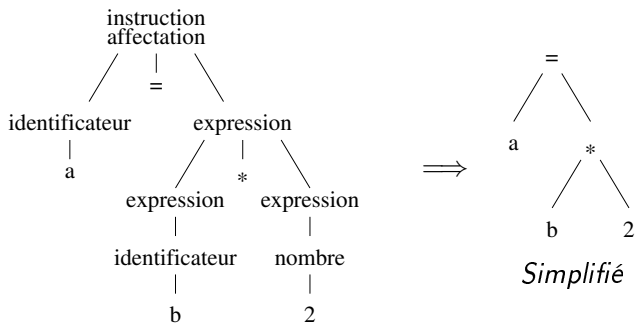 instruction
affectation
=
identificateur
expression
a
*
expression
expression
identificateur
nombre
b
2
⟹
=
a
*
b
2
Simplifié